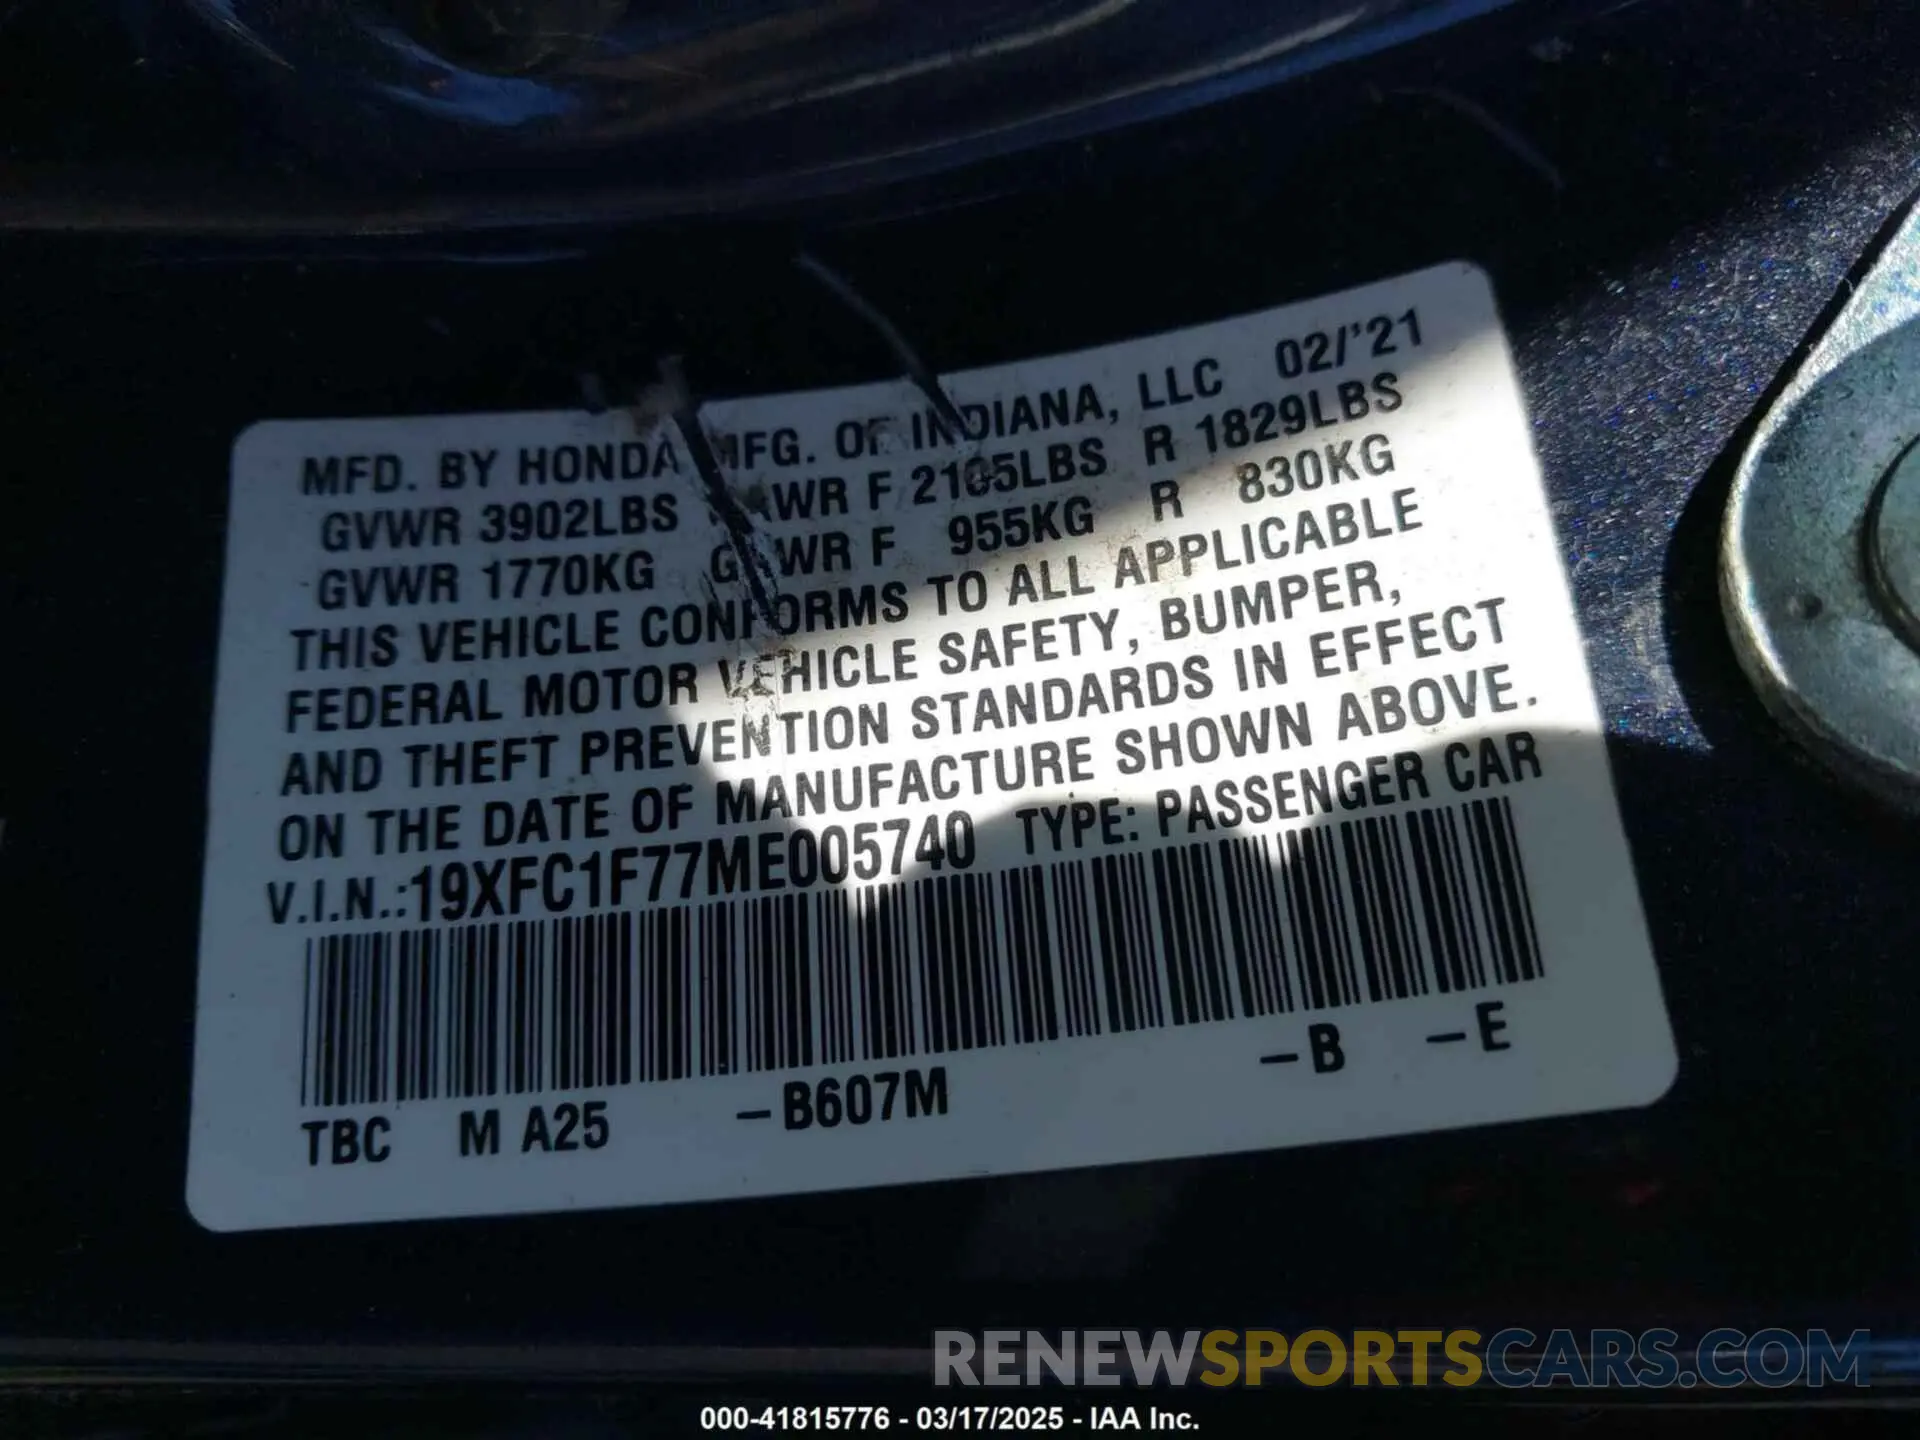 MFD. BY HONDA MFG. OF INDIANA, LLC 02/'21
GVWR 3902LBS GAWR F 2105LBS R 1829LBS
GVWR 1770KG GAWR F 955KG R 830KG
THIS VEHICLE CONFORMS TO ALL APPLICABLE
FEDERAL MOTOR VEHICLE SAFETY, BUMPER,
AND THEFT PREVENTION STANDARDS IN EFFECT
ON THE DATE OF MANUFACTURE SHOWN ABOVE.
V.I.N.:19XFC1F77ME005740 TYPE: PASSENGER CAR
TBC M A25 -B607M -B -E
RENEWSPORTSCARS.COM
000-41815776 - 03/17/2025 - IAA Inc.